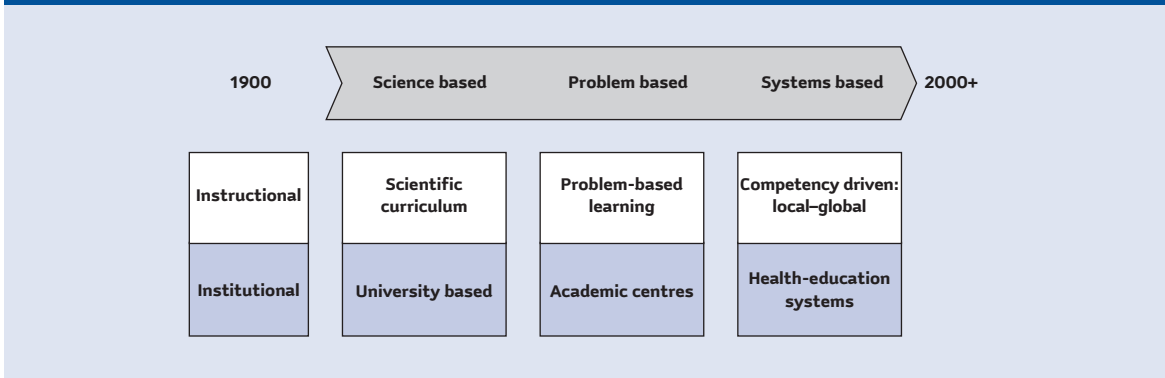 1900
Science based
Problem based
Systems based
2000+
Instructional
Scientific
curriculum
Problem-based
learning
Competency driven:
local–global
Institutional
University based
Academic centres
Health-education
systems